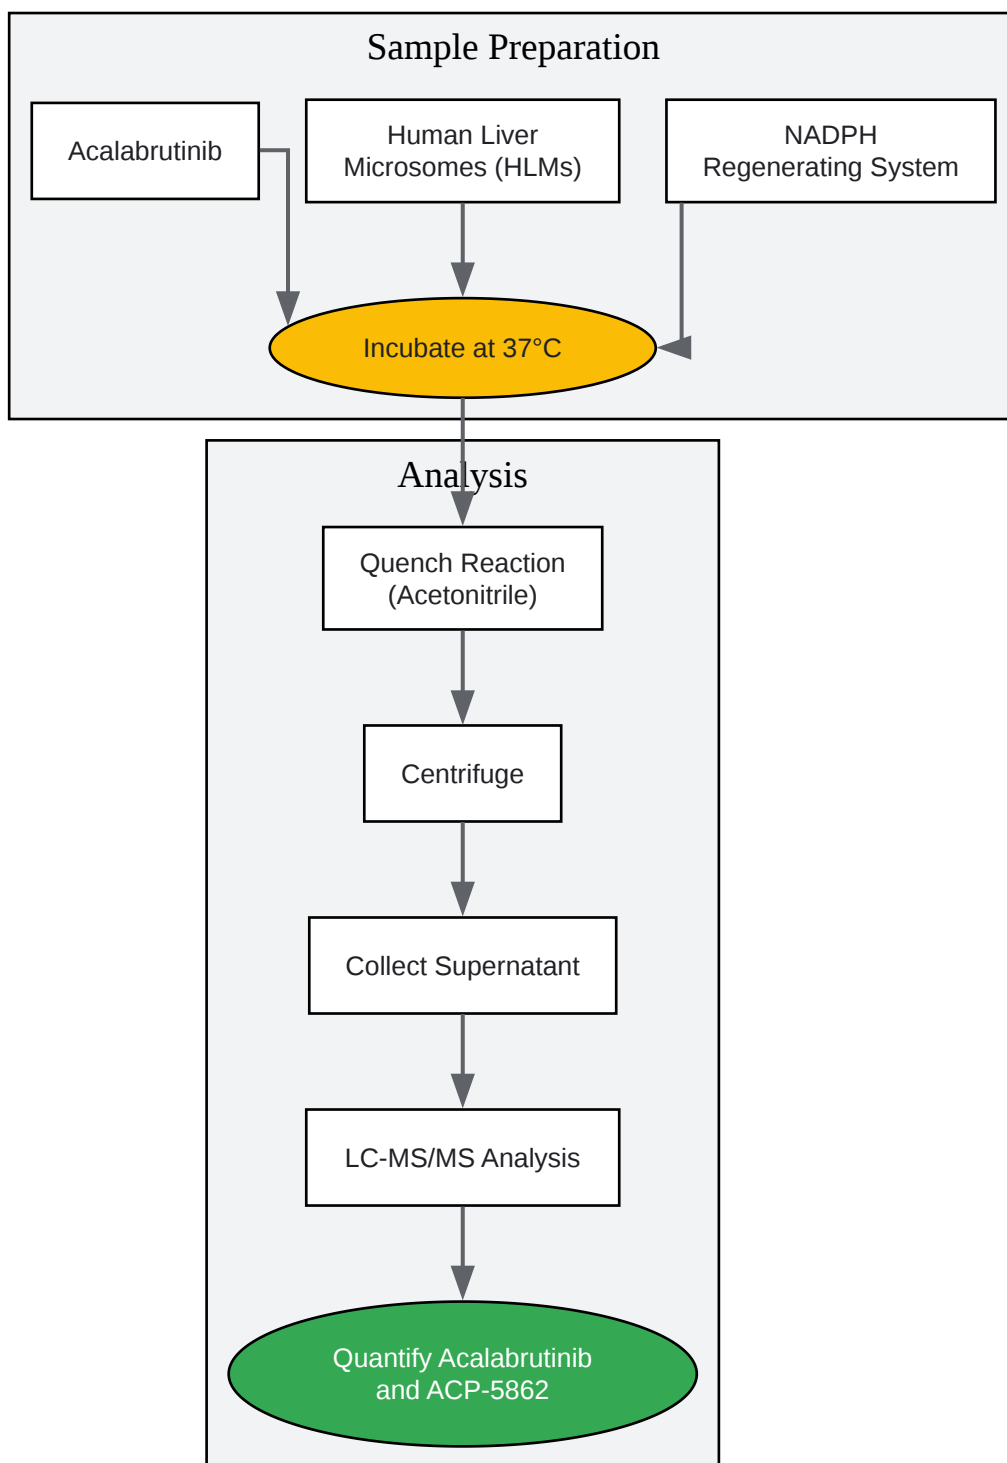 Sample Preparation
Acalabrutinib
Human Liver
Microsomes (HLMs)
NADPH
Regenerating System
Incubate at 37°C
Analysis
Quench Reaction
(Acetonitrile)
Centrifuge
Collect Supernatant
LC-MS/MS Analysis
Quantify Acalabrutinib
and ACP-5862